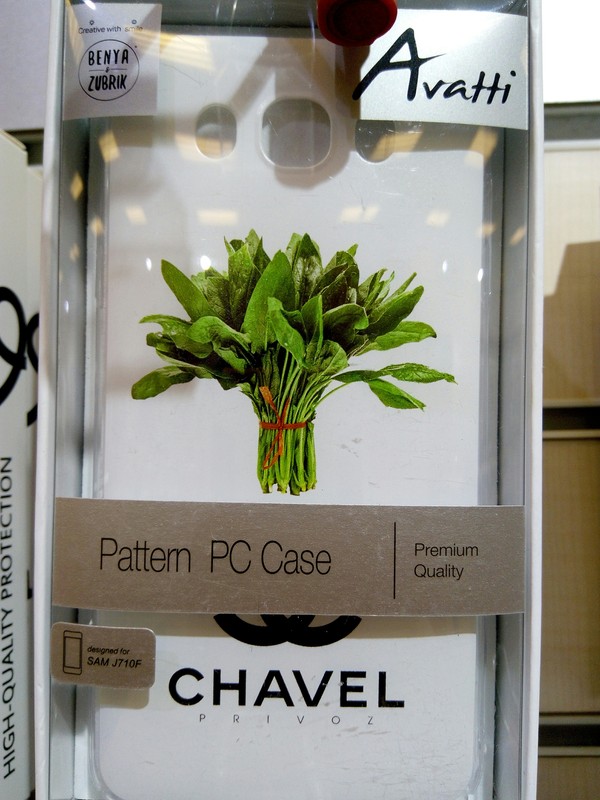 Creative with smile
BENYA
&
ZUBRIK
Avatti
HIGH-QUALITY PROTECTION
Pattern PC Case
Premium
Quality
designed for
SAM J710F
CHAVEL
PRIVOZ